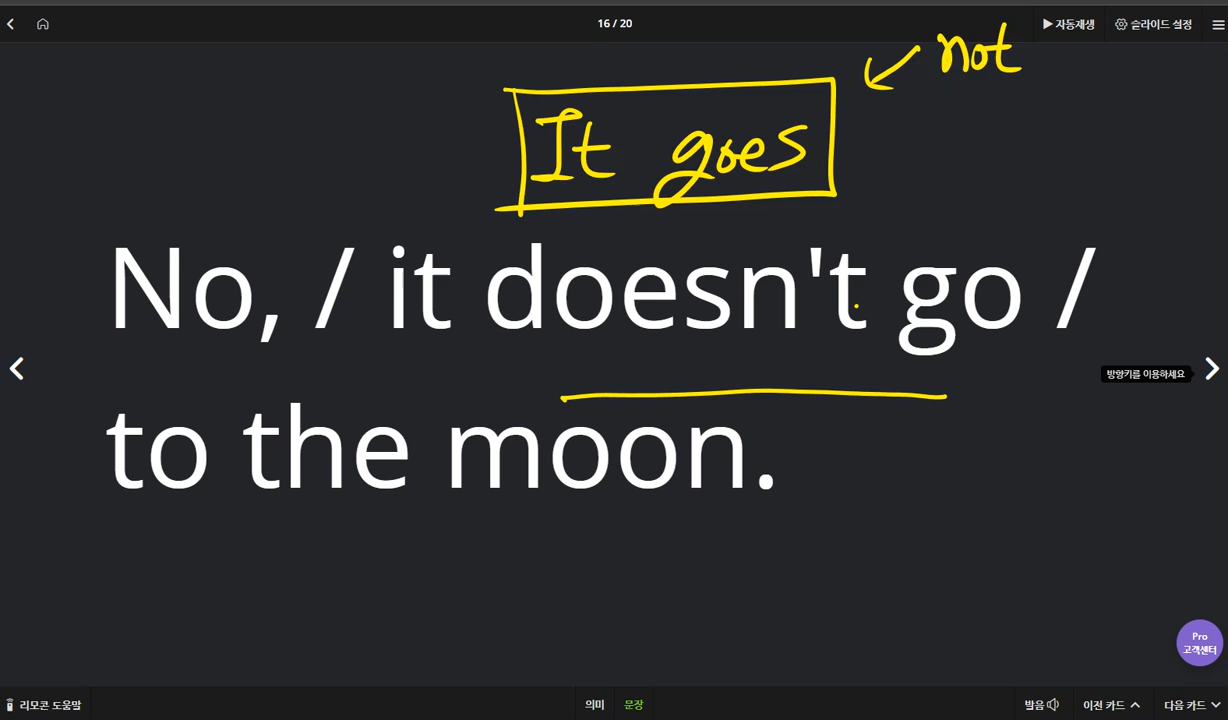 16 / 20
자동재생
슬라이드 설정
not
It goes
No, / it doesn't go /
방향키를 이용하세요
to the moon.
Pro
고객센터
리모콘 도움말
의미
문장
발음
이전 카드
다음 카드